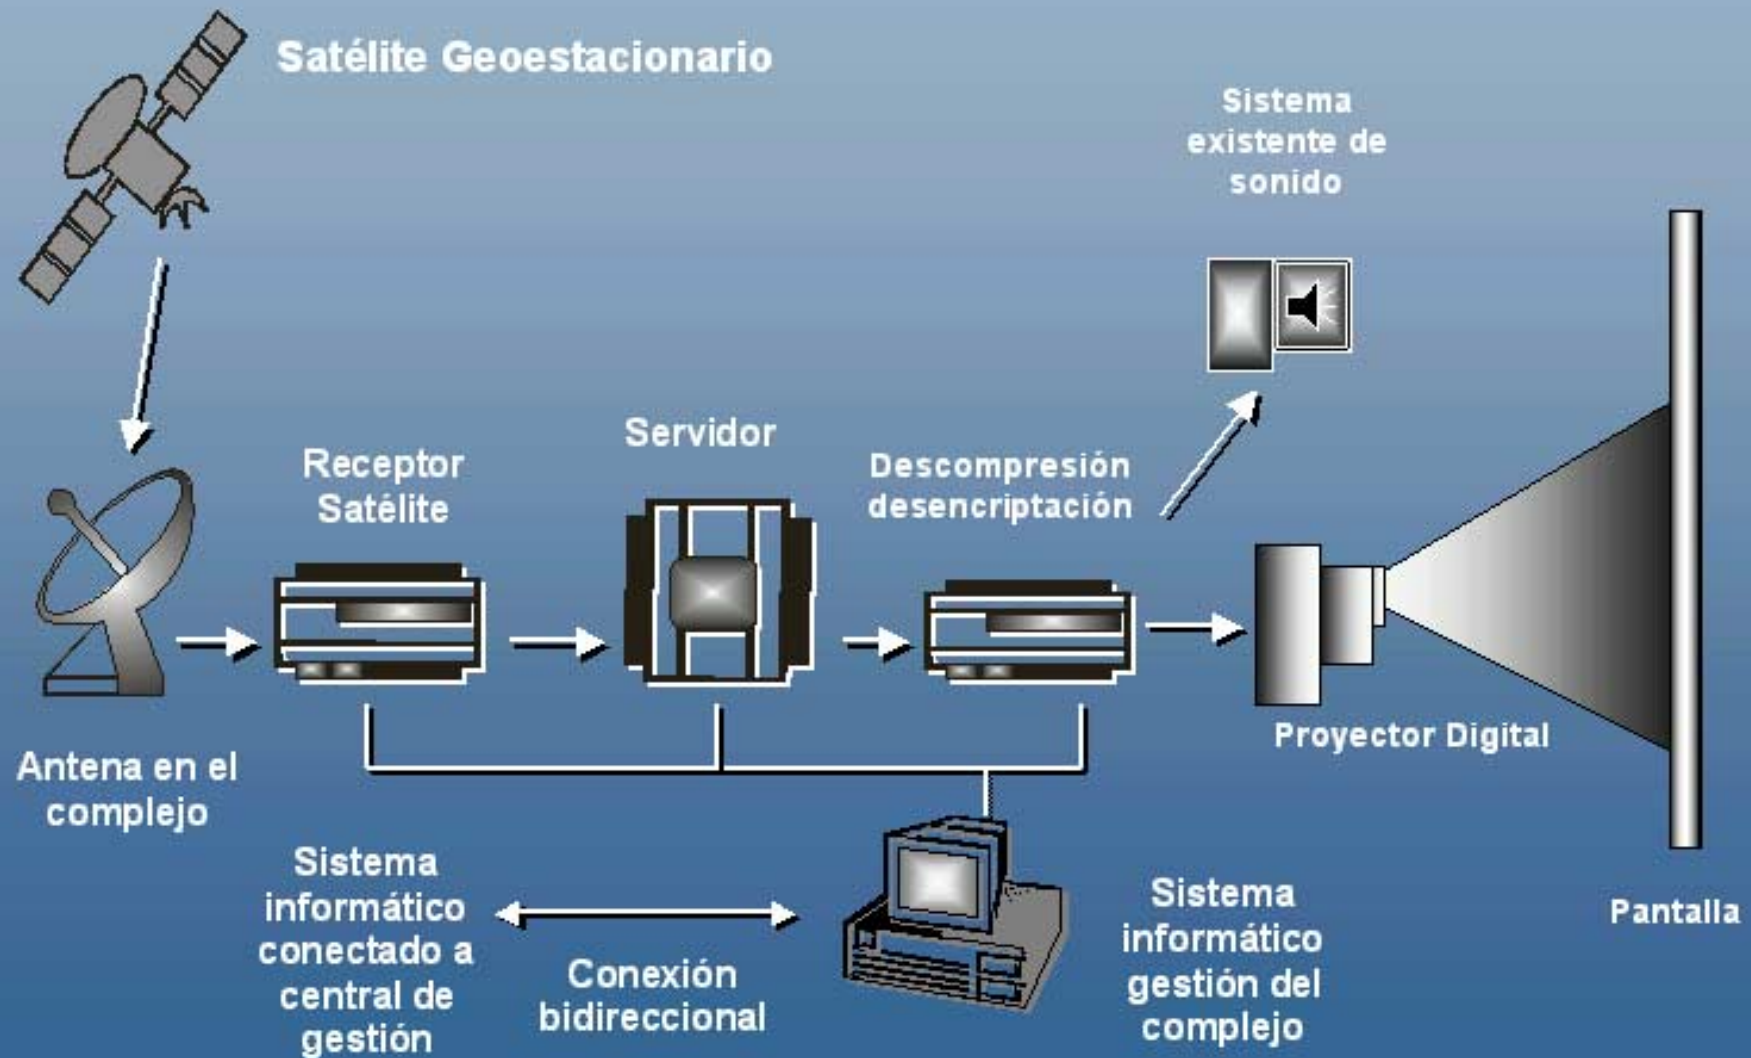 Satélite Geoestacionario
Sistema
existente de
sonido
Servidor
Receptor
Satélite
Descompresión
desencriptación
Proyector Digital
Antena en el
complejo
Sistema
informático
conectado a
central de
gestión
Conexión
bidireccional
Sistema
informático
gestión del
complejo
Pantalla